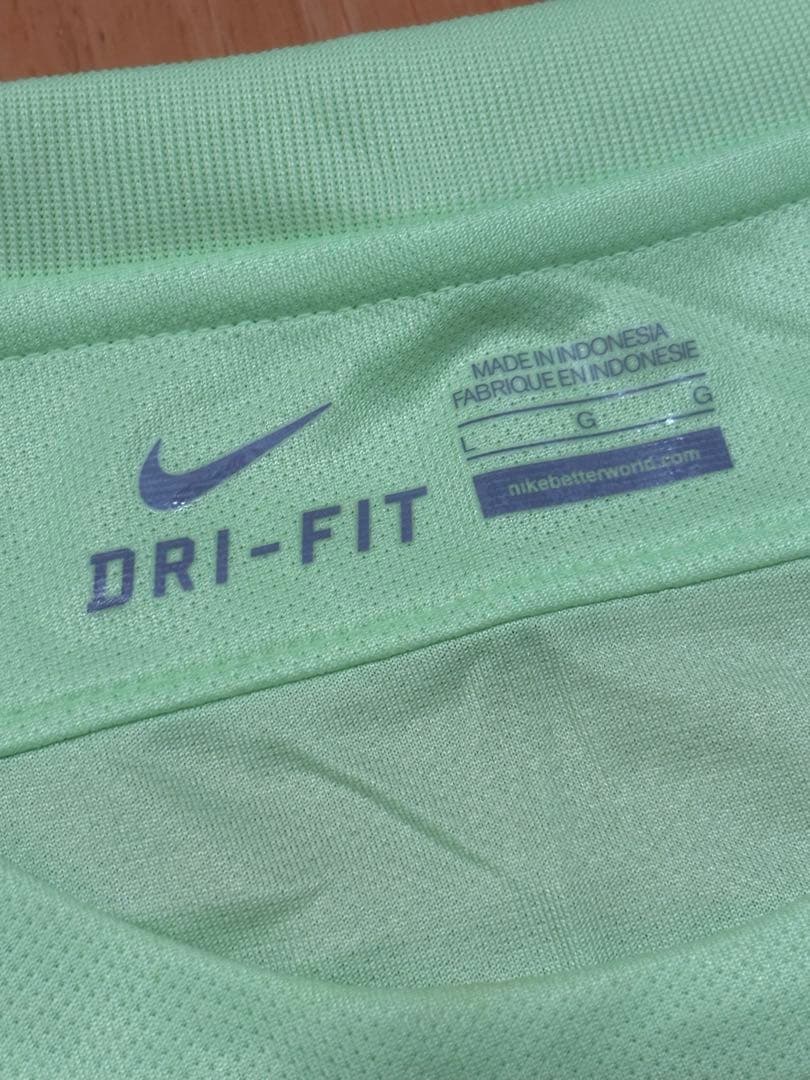 MADE IN INDONESIA
FABRIQUE EN INDONESIE
L G G
nikebetterworld.com
DRI-FIT